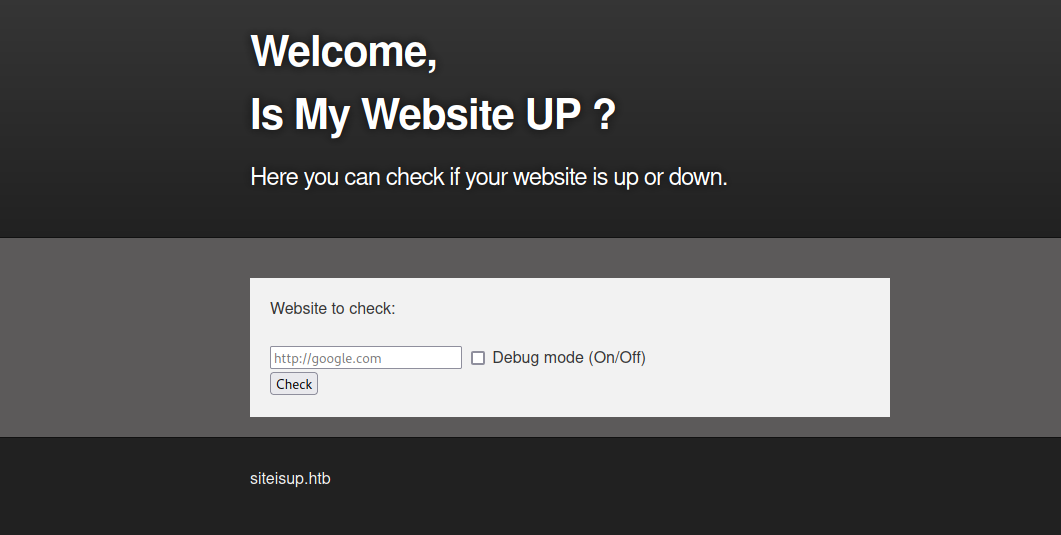 Welcome,
Is My Website UP ?
Here you can check if your website is up or down.
Website to check:
http://google.com
Debug mode (On/Off)
Check
siteisup.htb